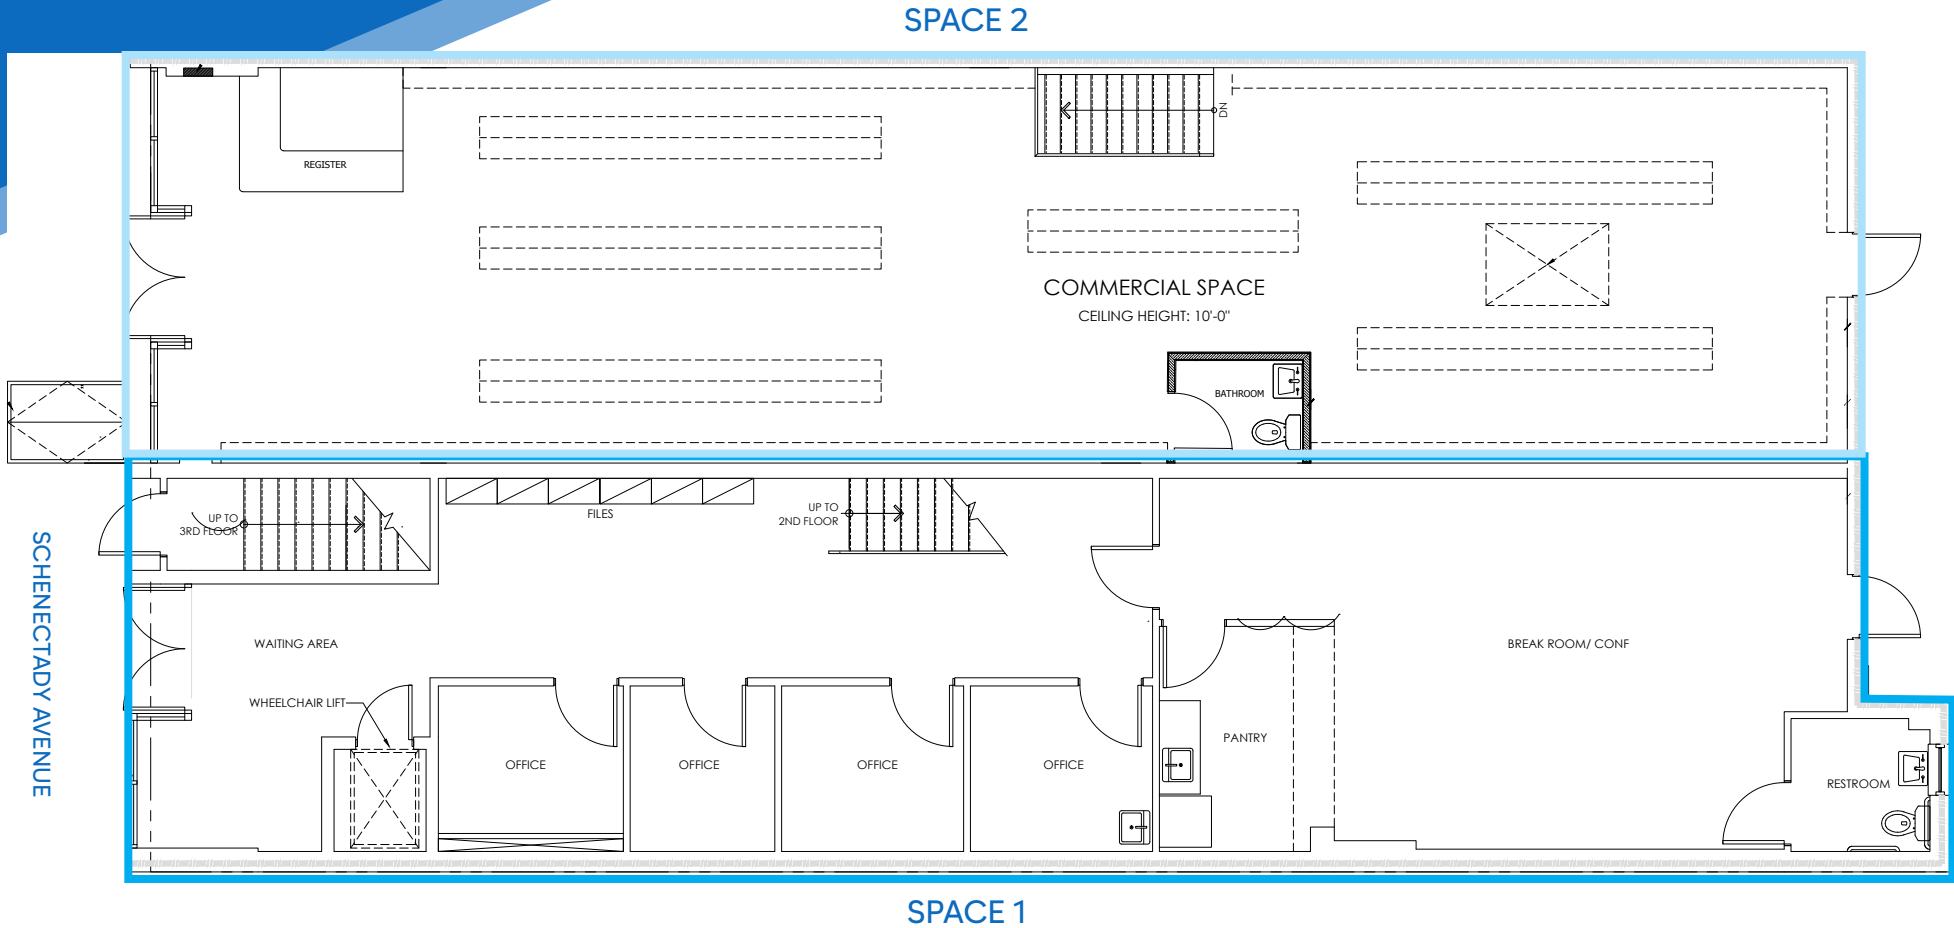 SPACE 2
REGISTER
DN
COMMERCIAL SPACE
CEILING HEIGHT: 10'-0"
BATHROOM
UP TO
3RD FLOOR
FILES
UP TO
2ND FLOOR
SCHENECTADY AVENUE
WAITING AREA
BREAK ROOM/ CONF
WHEELCHAIR LIFT
PANTRY
OFFICE
OFFICE
OFFICE
OFFICE
RESTROOM
SPACE 1